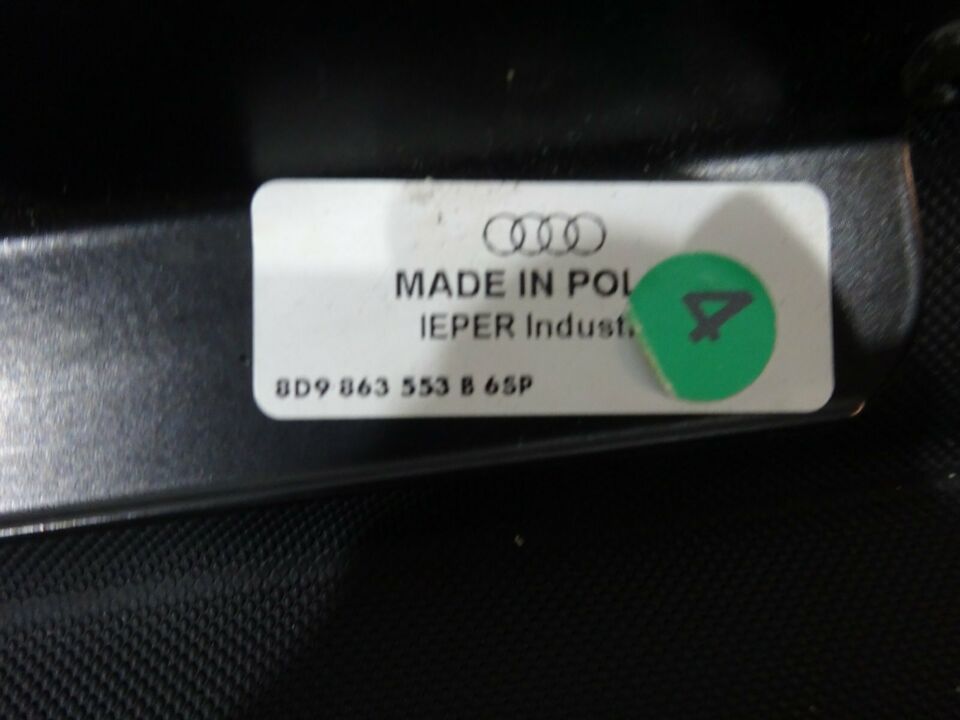 MADE IN POL
IEPER Indust
4
8D9 863 553 B 6SP